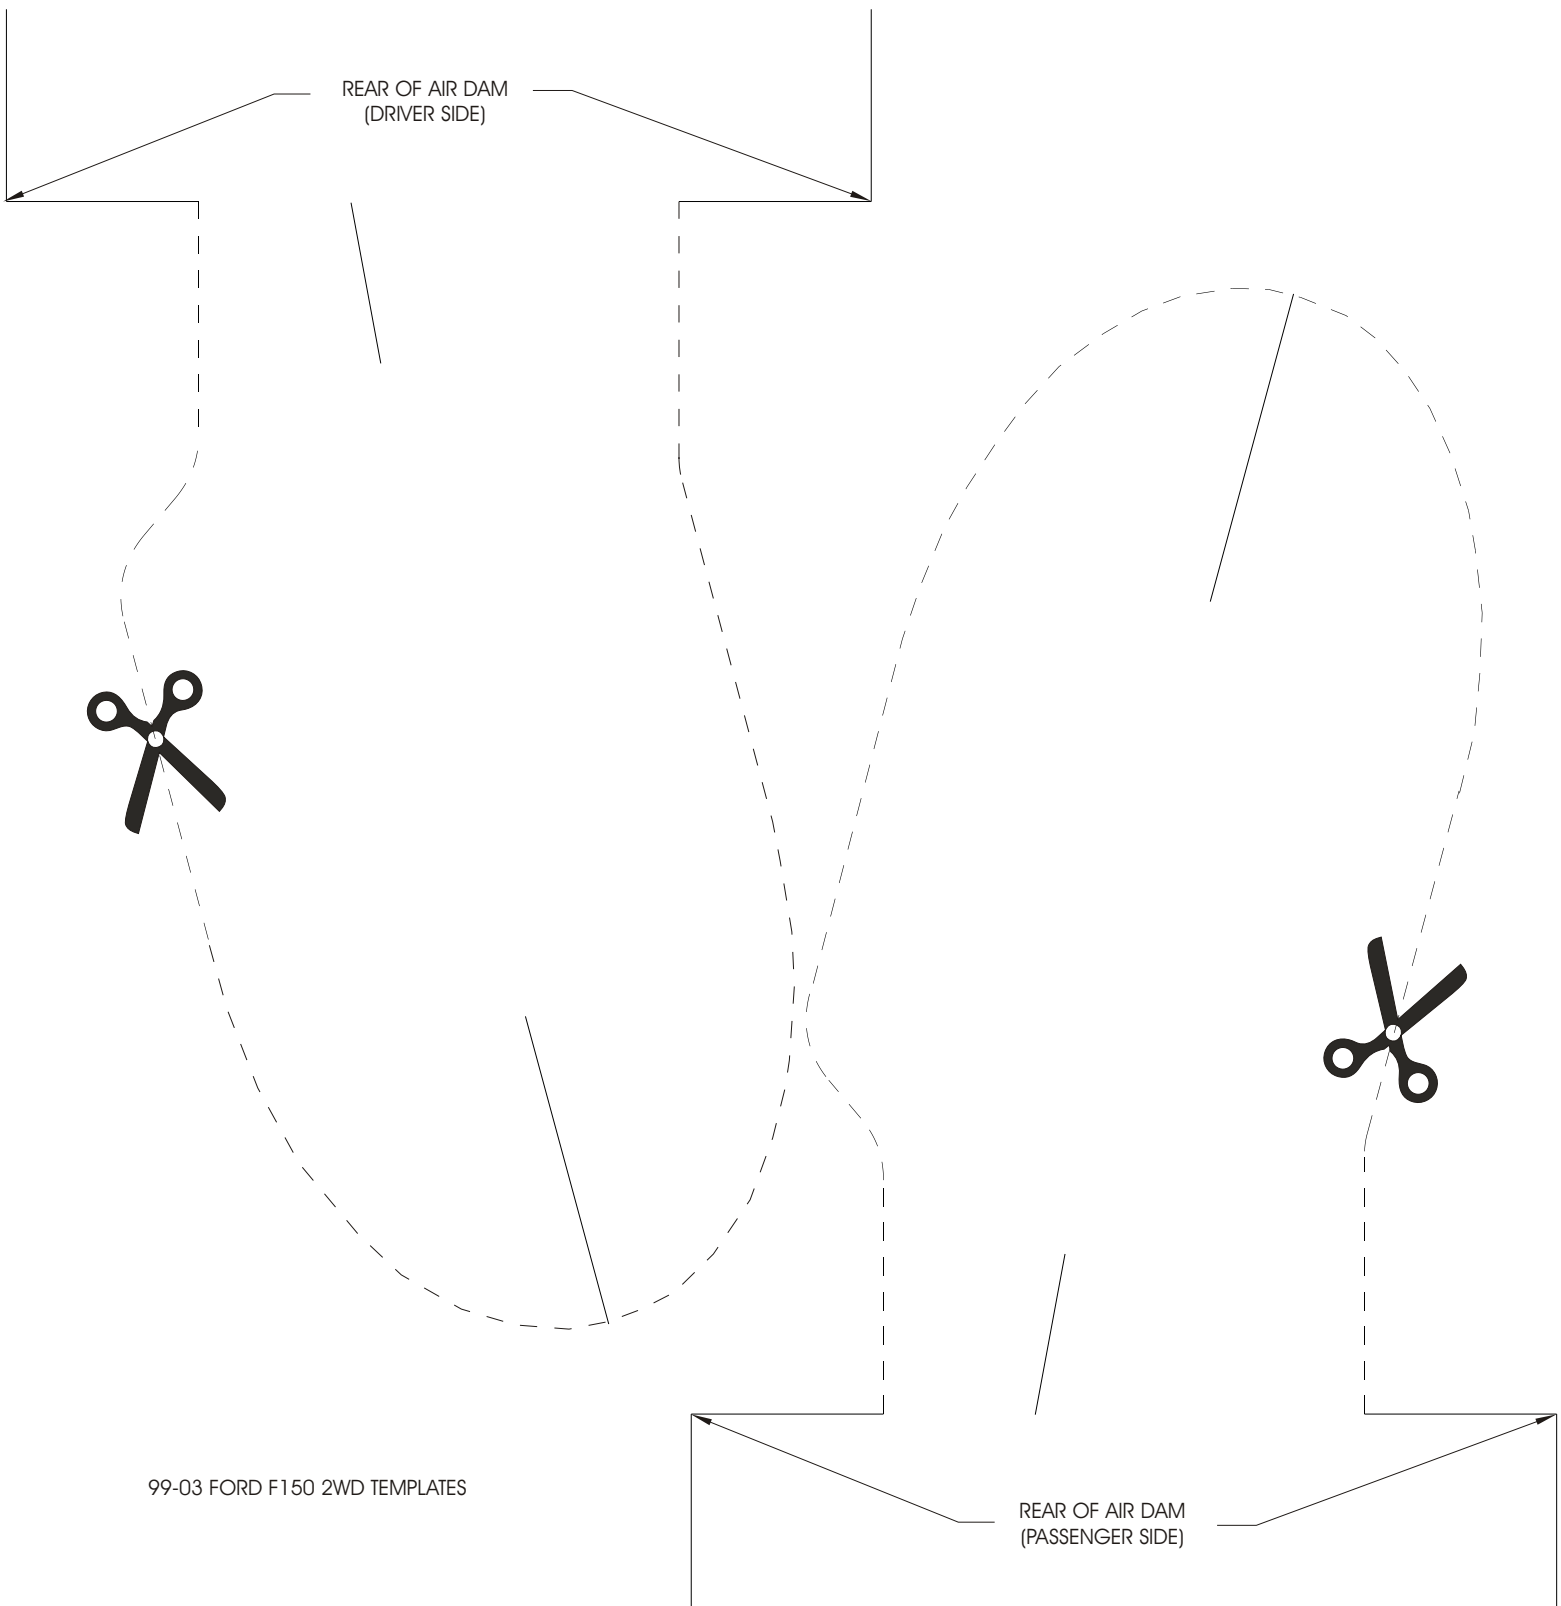 REAR OF AIR DAM
(DRIVER SIDE)
99-03 FORD F150 2WD TEMPLATES
REAR OF AIR DAM
(PASSENGER SIDE)